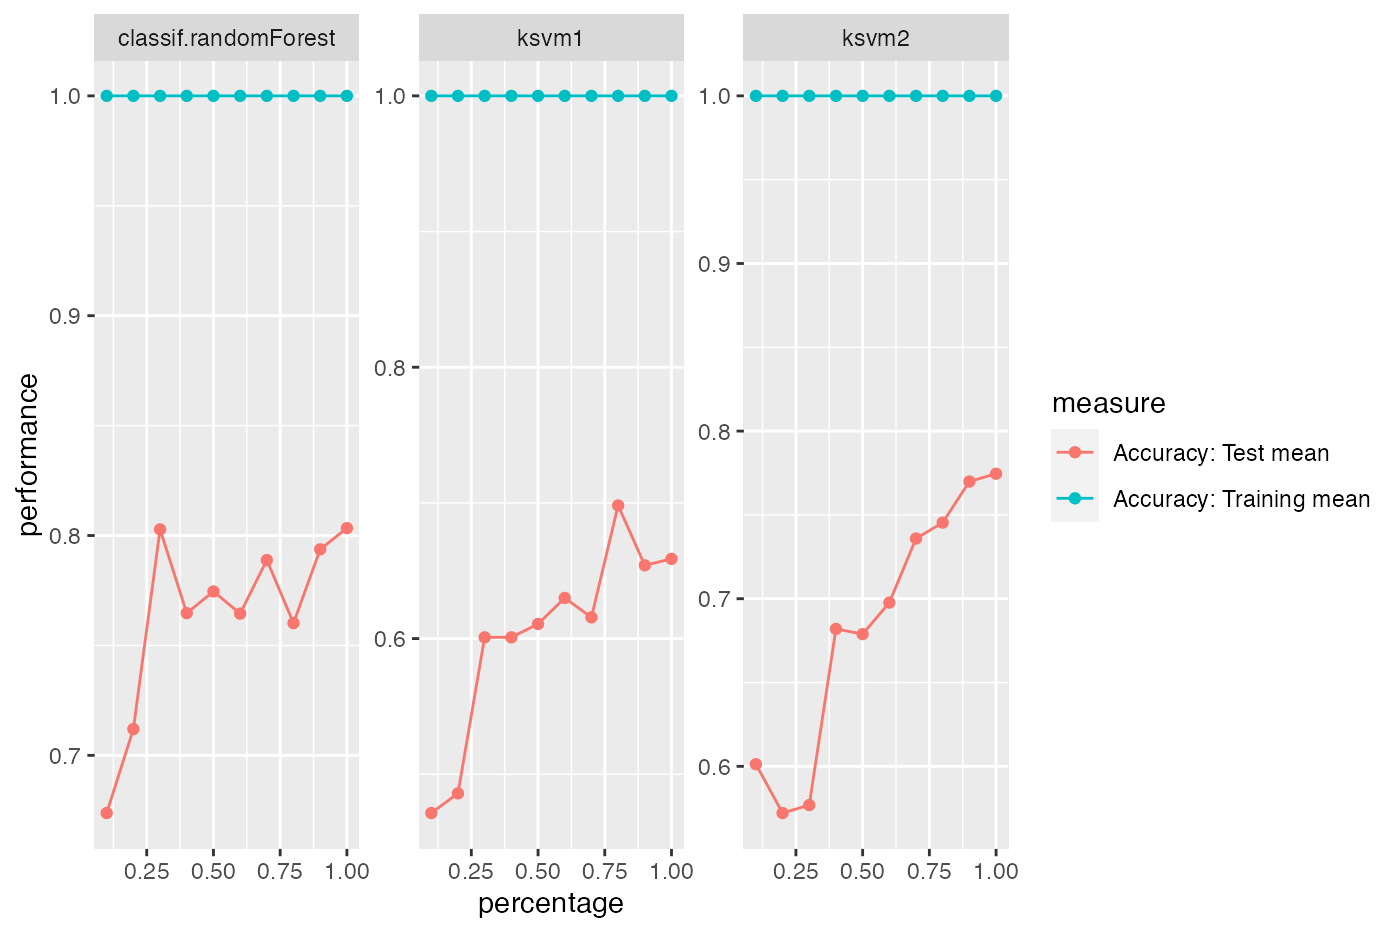 classif.randomForest
ksvm1
ksvm2
performance
1.0
0.9
0.8
0.7
1.0
0.8
0.6
1.0
0.9
0.8
0.7
0.6
0.25 0.50 0.75 1.00
0.25 0.50 0.75 1.00
0.25 0.50 0.75 1.00
percentage
measure
Accuracy: Test mean
Accuracy: Training mean